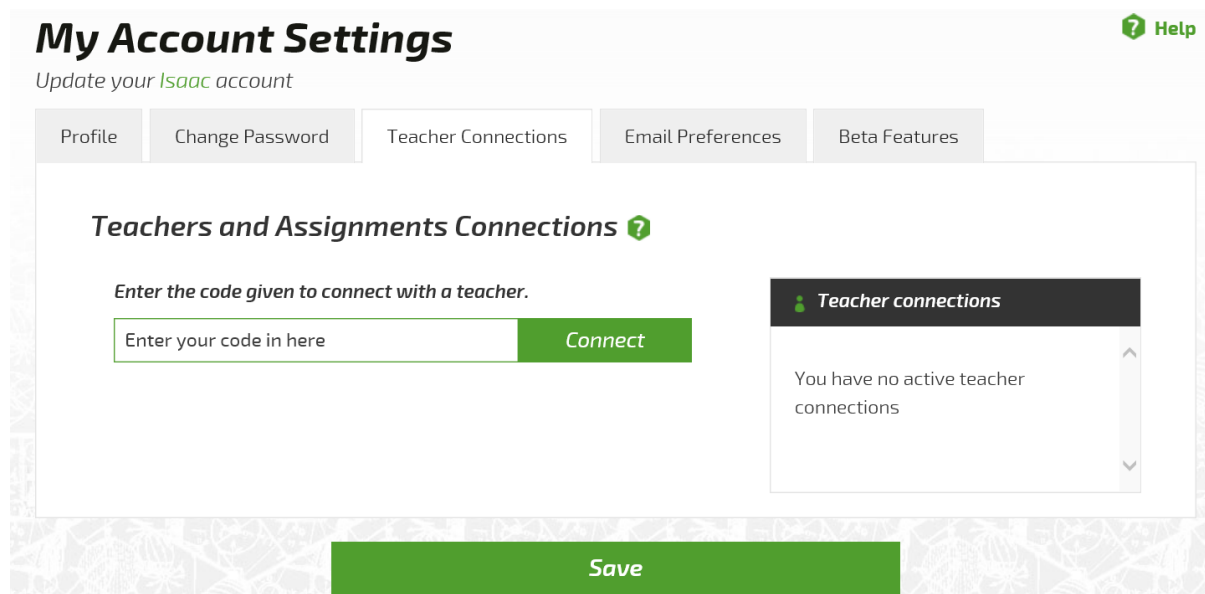 My Account Settings
? Help
Update your Isaac account
Profile
Change Password
Teacher Connections
Email Preferences
Beta Features
Teachers and Assignments Connections ?
Enter the code given to connect with a teacher.
Enter your code in here
Connect
Teacher connections
You have no active teacher
connections
Save